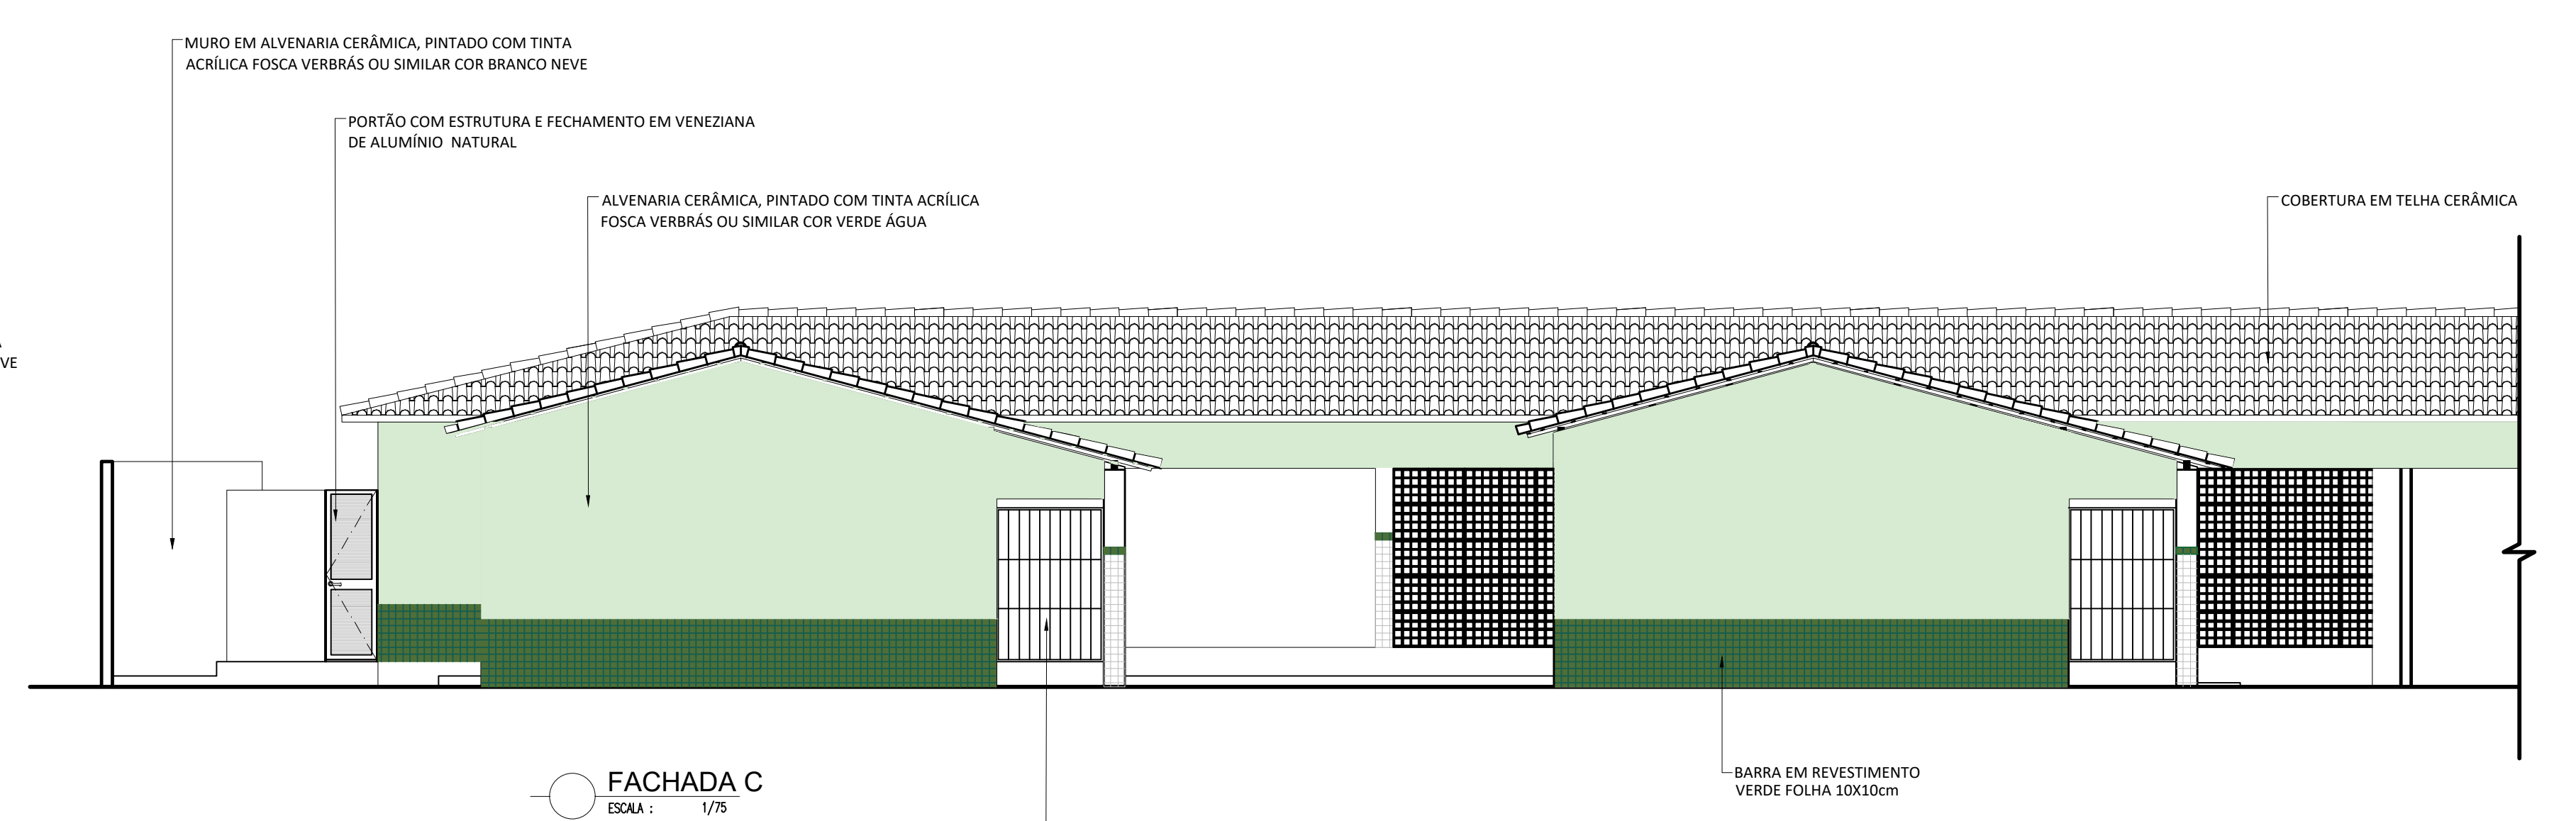 MURO EM ALVENARIA CERÂMICA, PINTADO COM TINTA
ACRÍLICA FOSCA VERBRÁS OU SIMILAR COR BRANCO NEVE
PORTÃO COM ESTRUTURA E FECHAMENTO EM VENEZIANA
DE ALUMÍNIO  NATURAL
ALVENARIA CERÂMICA, PINTADO COM TINTA ACRÍLICA
FOSCA VERBRÁS OU SIMILAR COR VERDE ÁGUA
COBERTURA EM TELHA CERÂMICA
VE
BARRA EM REVESTIMENTO
VERDE FOLHA 10X10cm
FACHADA C
ESCALA : 1/75